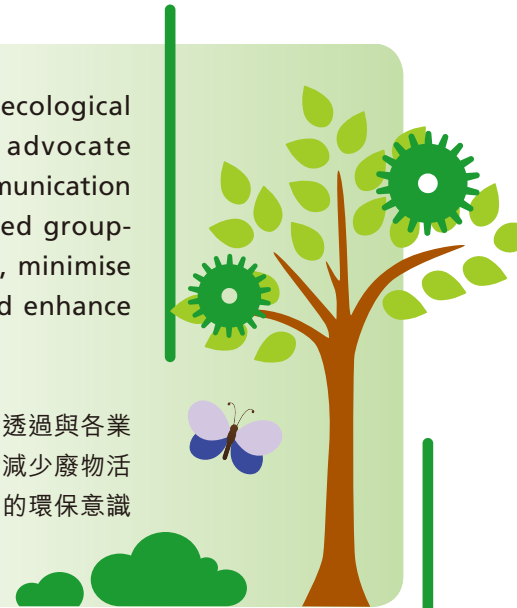 ecological
advocate
munication
ed group-
, minimise
d enhance
透過與各業
減少廢物活
的環保意識